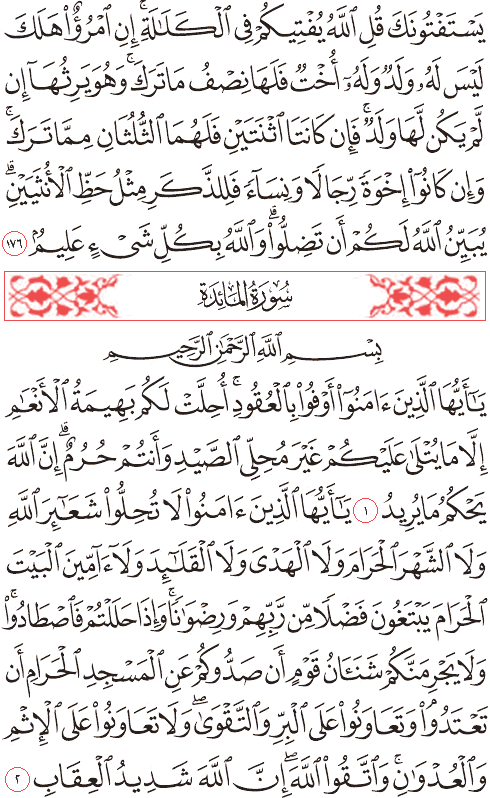 يَسْتَفْتُونَكَ قُلِ ٱللَّهُ يُفْتِيكُمْ فِى ٱلْكَلَٰلَةِ ۚ إِنِ ٱمْرُؤٌا۟ هَلَكَ
لَيْسَ لَهُۥ وَلَدٌ وَلَهُۥٓ أُخْتٌ فَلَهَا نِصْفُ مَا تَرَكَ ۚ وَهُوَ يَرِثُهَآ إِن
لَّمْ يَكُن لَّهَا وَلَدٌ ۚ فَإِن كَانَتَا ٱثْنَتَيْنِ فَلَهُمَا ٱلثُّلُثَانِ مِمَّا تَرَكَ ۚ
وَإِن كَانُوٓا۟ إِخْوَةً رِّجَالًا وَنِسَآءً فَلِلذَّكَرِ مِثْلُ حَظِّ ٱلْأُنثَيَيْنِ ۗ
يُبَيِّنُ ٱللَّهُ لَكُمْ أَن تَضِلُّوا۟ ۗ وَٱللَّهُ بِكُلِّ شَىْءٍ عَلِيمٌۢ ١٧٦
سُورَةُ المَائِدَة
بِسْمِ ٱللَّهِ ٱلرَّحْمَٰنِ ٱلرَّحِيمِ
يَٰٓأَيُّهَا ٱلَّذِينَ ءَامَنُوٓا۟ أَوْفُوا۟ بِٱلْعُقُودِ ۚ أُحِلَّتْ لَكُم بَهِيمَةُ ٱلْأَنْعَٰمِ
إِلَّا مَا يُتْلَىٰ عَلَيْكُمْ غَيْرَ مُحِلِّى ٱلصَّيْدِ وَأَنتُمْ حُرُمٌ ۗ إِنَّ ٱللَّهَ
يَحْكُمُ مَا يُرِيدُ ١ يَٰٓأَيُّهَا ٱلَّذِينَ ءَامَنُوا۟ لَا تُحِلُّوا۟ شَعَٰٓئِرَ ٱللَّهِ
وَلَا ٱلشَّهْرَ ٱلْحَرَامَ وَلَا ٱلْهَدْىَ وَلَا ٱلْقَلَٰٓئِدَ وَلَآ ءَآمِّينَ ٱلْبَيْتَ
ٱلْحَرَامَ يَبْتَغُونَ فَضْلًا مِّن رَّبِّهِمْ وَرِضْوَٰنًا ۚ وَإِذَا حَلَلْتُمْ فَٱصْطَادُوا۟ ۚ
وَلَا يَجْرِمَنَّكُمْ شَنَـَٔانُ قَوْمٍ أَن صَدُّوكُمْ عَنِ ٱلْمَسْجِدِ ٱلْحَرَامِ أَن
تَعْتَدُوا۟ ۘ وَتَعَاوَنُوا۟ عَلَى ٱلْبِرِّ وَٱلتَّقْوَىٰ ۖ وَلَا تَعَاوَنُوا۟ عَلَى ٱلْإِثْمِ
وَٱلْعُدْوَٰنِ ۚ وَٱتَّقُوا۟ ٱللَّهَ ۖ إِنَّ ٱللَّهَ شَدِيدُ ٱلْعِقَابِ ٢